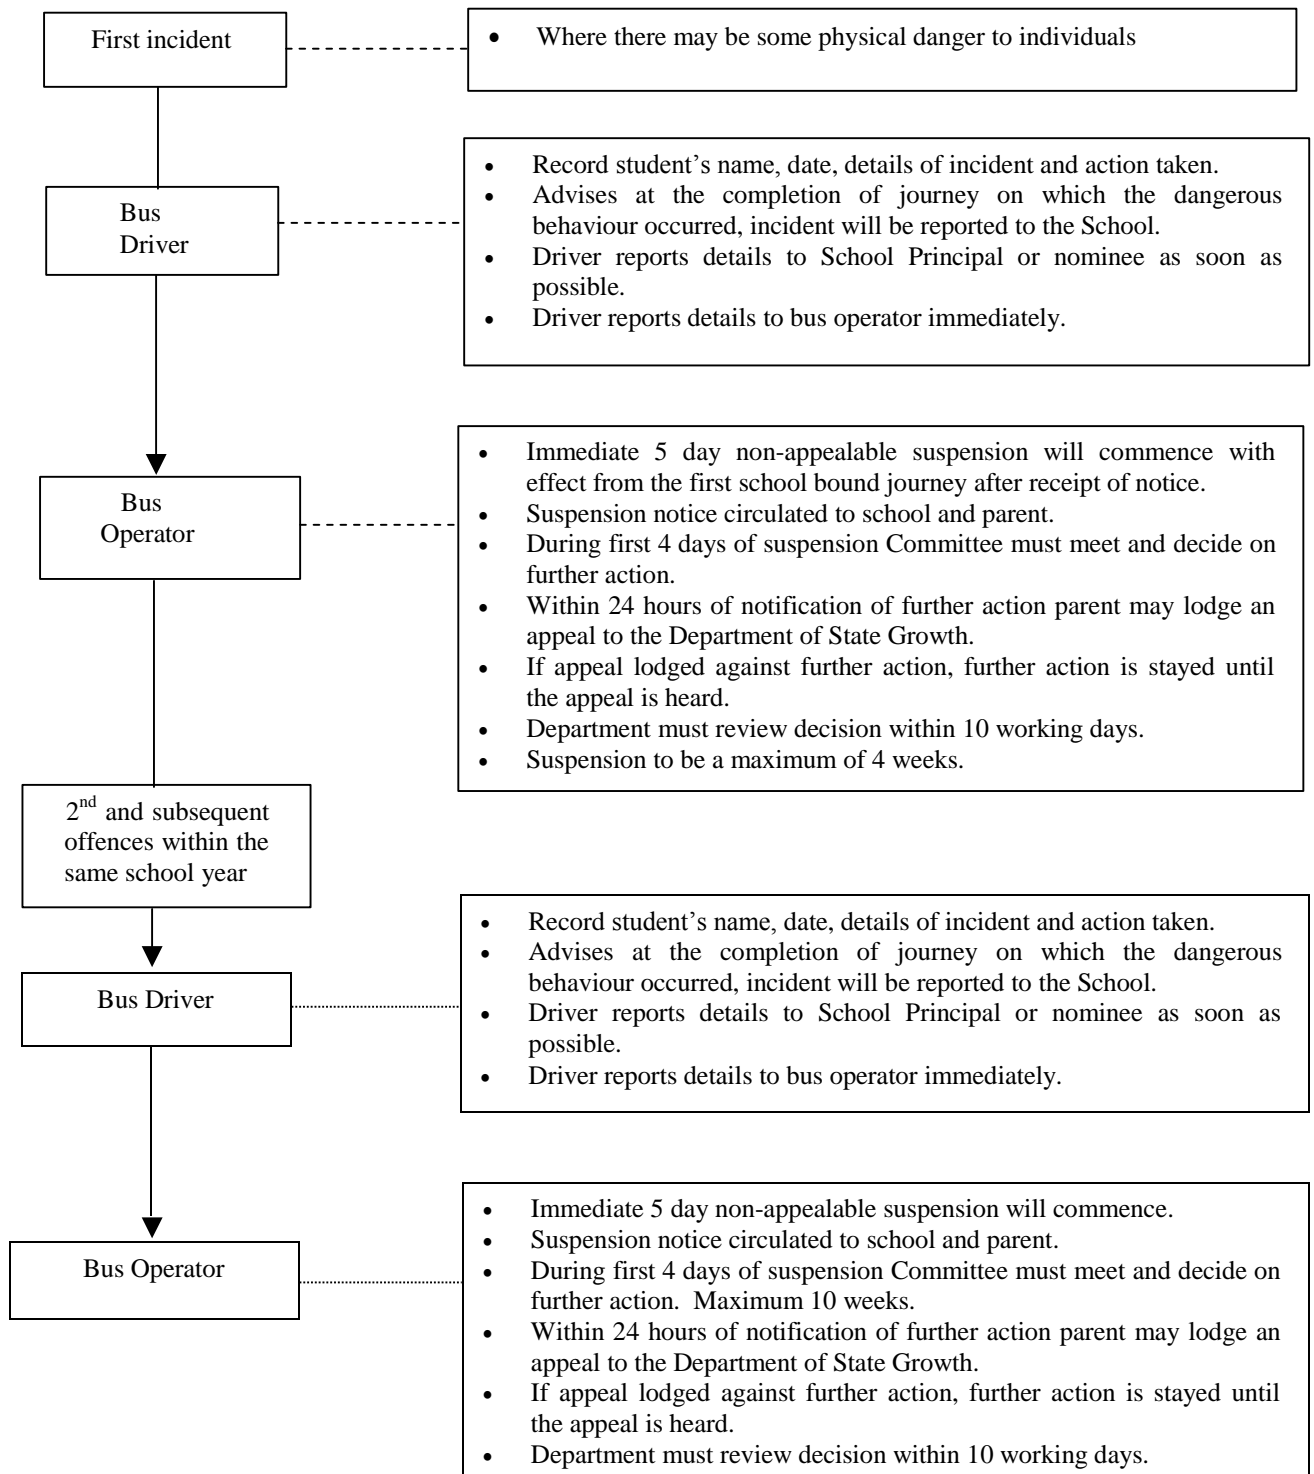 First incident
• Where there may be some physical danger to individuals
Bus
Driver
• Record student’s name, date, details of incident and action taken.
• Advises at the completion of journey on which the dangerous
behaviour occurred, incident will be reported to the School.
• Driver reports details to School Principal or nominee as soon as
possible.
• Driver reports details to bus operator immediately.
Bus
Operator
• Immediate 5 day non-appealable suspension will commence with
effect from the first school bound journey after receipt of notice.
• Suspension notice circulated to school and parent.
• During first 4 days of suspension Committee must meet and decide on
further action.
• Within 24 hours of notification of further action parent may lodge an
appeal to the Department of State Growth.
• If appeal lodged against further action, further action is stayed until
the appeal is heard.
• Department must review decision within 10 working days.
• Suspension to be a maximum of 4 weeks.
2nd and subsequent
offences within the
same school year
Bus Driver
• Record student’s name, date, details of incident and action taken.
• Advises at the completion of journey on which the dangerous
behaviour occurred, incident will be reported to the School.
• Driver reports details to School Principal or nominee as soon as
possible.
• Driver reports details to bus operator immediately.
Bus Operator
• Immediate 5 day non-appealable suspension will commence.
• Suspension notice circulated to school and parent.
• During first 4 days of suspension Committee must meet and decide on
further action.  Maximum 10 weeks.
• Within 24 hours of notification of further action parent may lodge an
appeal to the Department of State Growth.
• If appeal lodged against further action, further action is stayed until
the appeal is heard.
• Department must review decision within 10 working days.